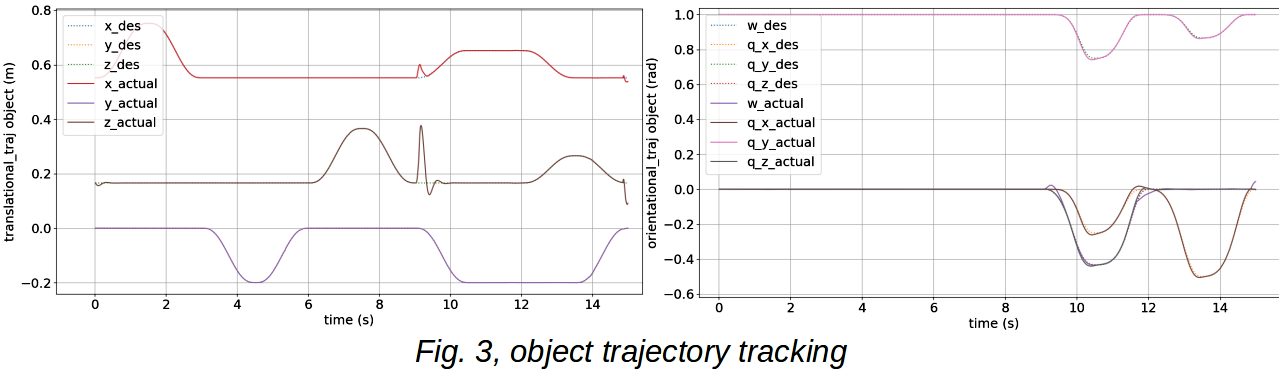 translational_traj object (m)
0.8
0.6
0.4
0.2
0.0
−0.2
x_des
y_des
z_des
x_actual
y_actual
z_actual
0 2 4 6 8 10 12 14
time (s)
orientational_traj object (rad)
1.0
0.8
0.6
0.4
0.2
0.0
−0.2
−0.4
−0.6
w_des
q_x_des
q_y_des
q_z_des
w_actual
q_x_actual
q_y_actual
q_z_actual
0 2 4 6 8 10 12 14
time (s)
Fig. 3, object trajectory tracking